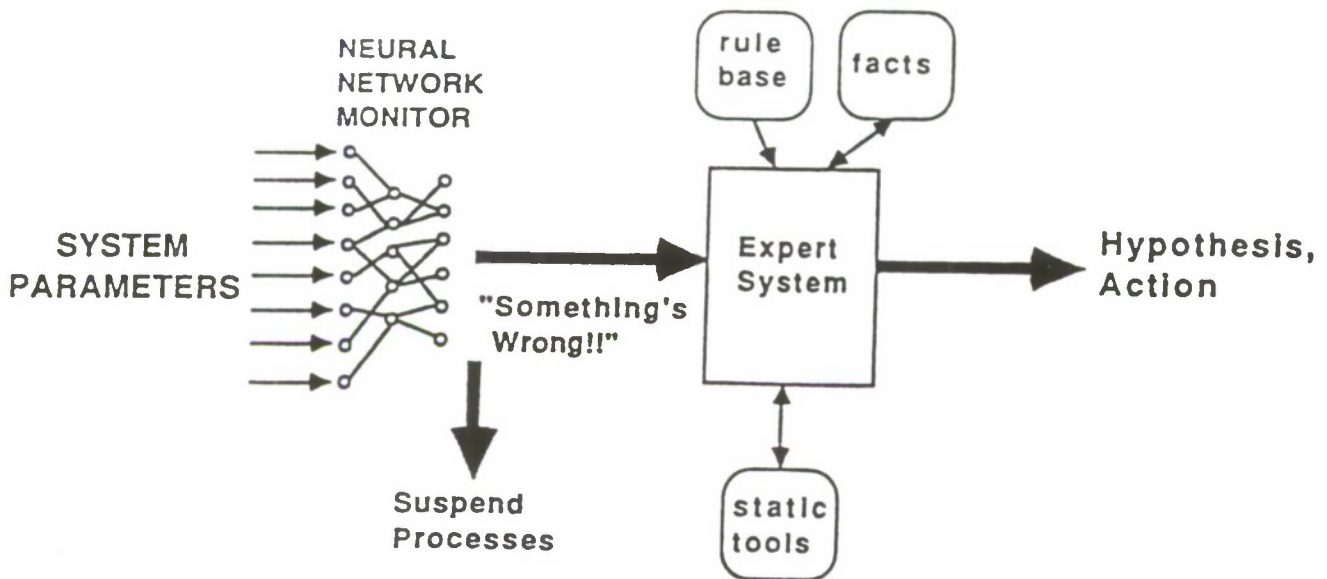 NEURAL
NETWORK
MONITOR
SYSTEM
PARAMETERS
"Something's
Wrong!!"
Suspend
Processes
rule
base
facts
Expert
System
static
tools
Hypothesis,
Action